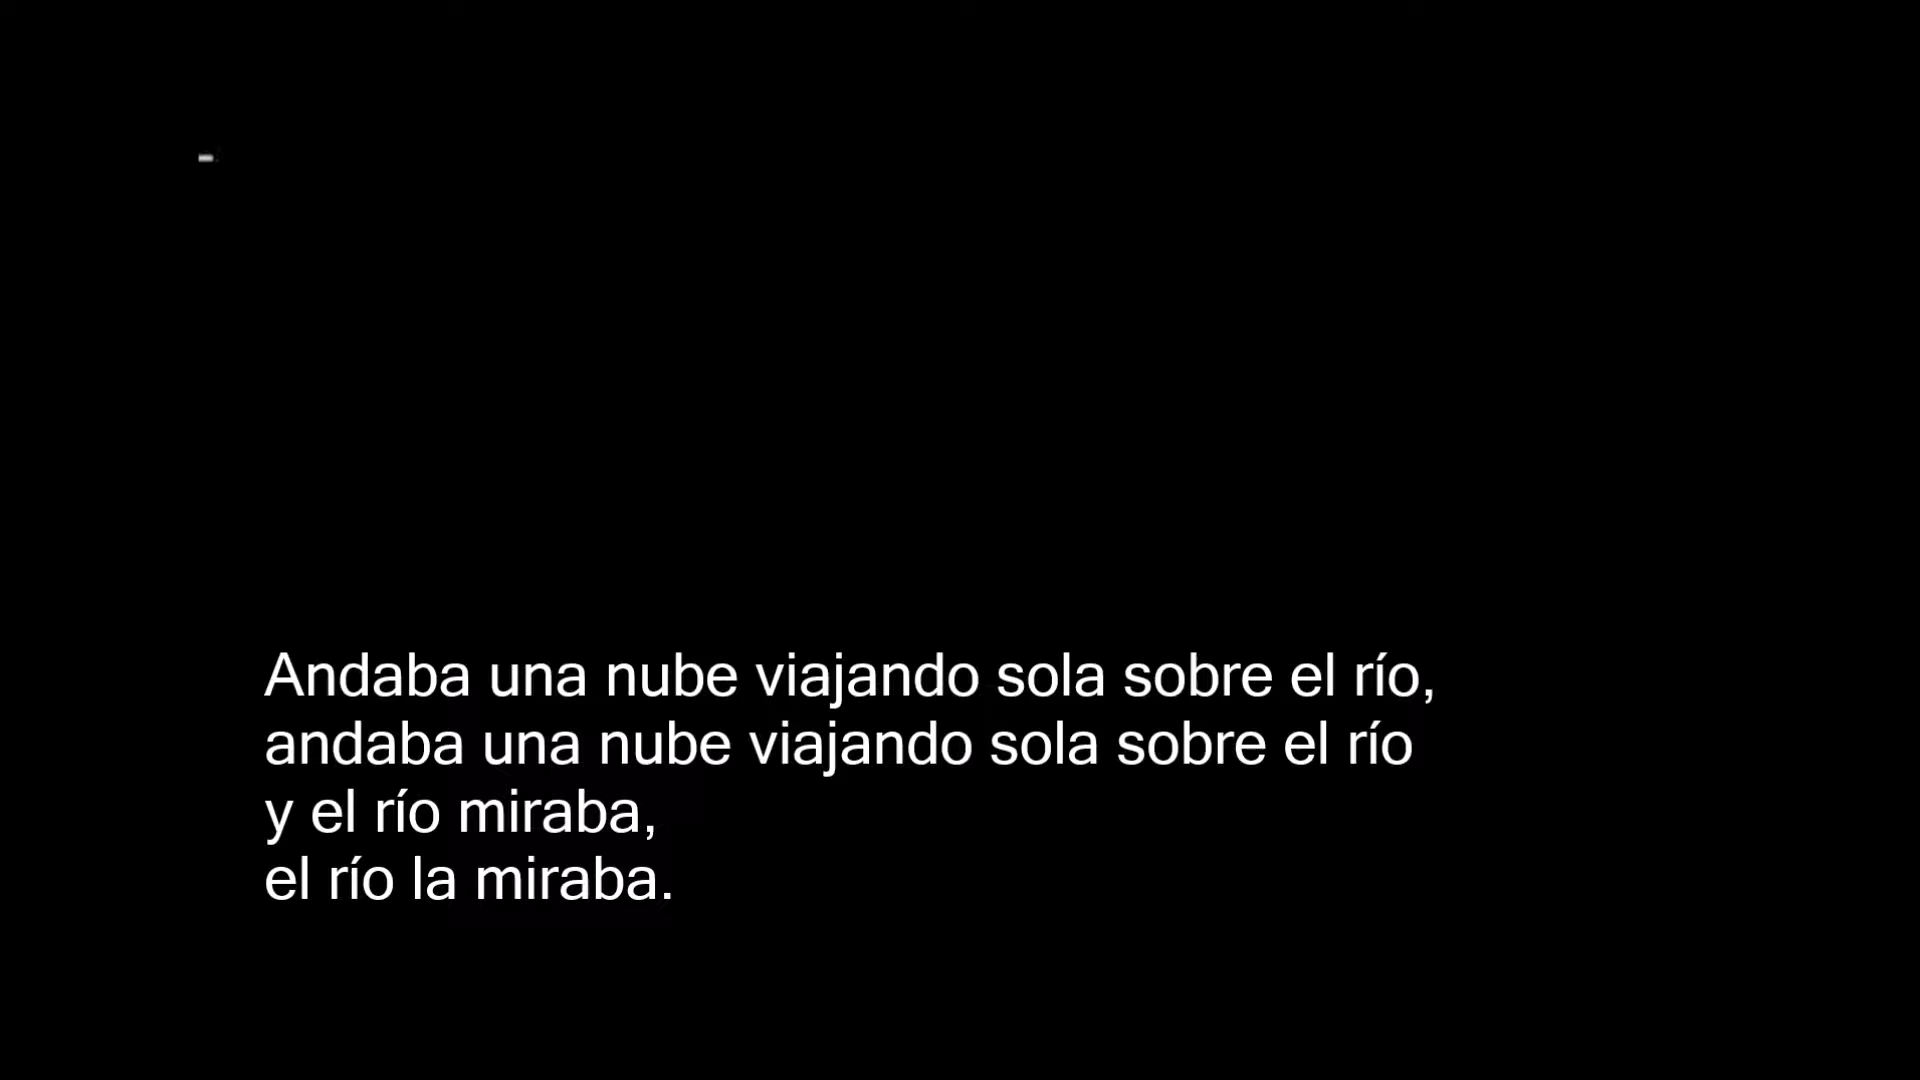 Andaba una nube viajando sola sobre el río,
andaba una nube viajando sola sobre el río
y el río miraba,
el río la miraba.